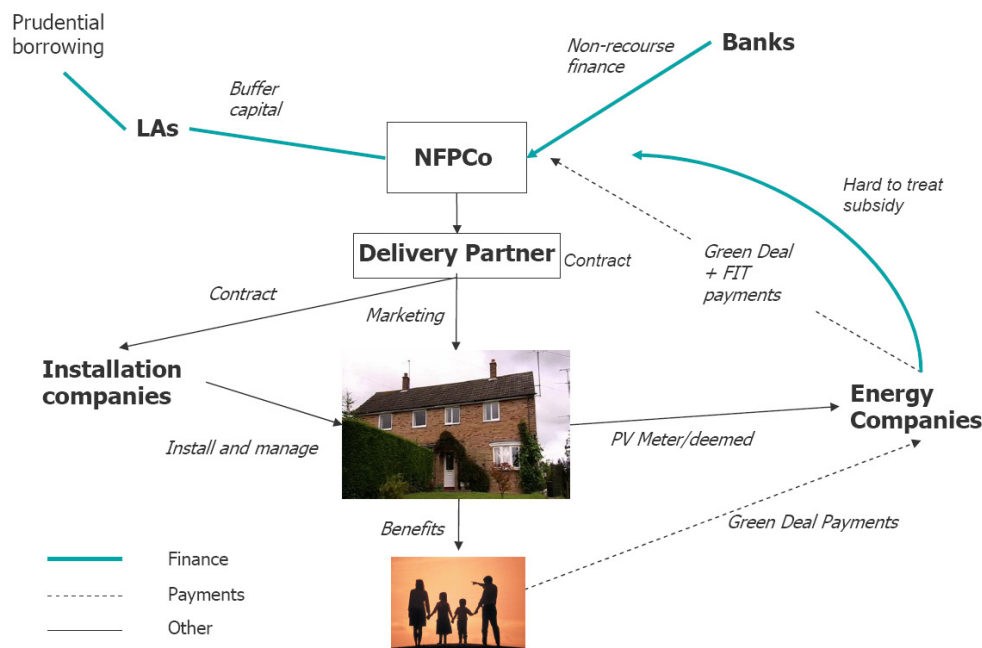 Prudential
borrowing
LAs
Buffer
capital
Non-recourse
finance
Banks
NFPCo
Hard to treat
subsidy
Delivery Partner
Contract
Green Deal
+ FIT
payments
Contract
Marketing
Installation
companies
Energy
Companies
Install and manage
PV Meter/deemed
Benefits
Green Deal Payments
Finance
Payments
Other